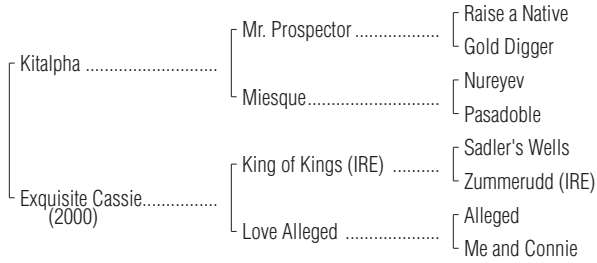 Raise a Native
Mr. Prospector ..................
Gold Digger
Kitalpha ............................
Nureyev
Miesque............................
Pasadoble
Sadler's Wells
King of Kings (IRE) ..........
Zummerudd (IRE)
Exquisite Cassie................
(2000)
Alleged
Love Alleged ....................
Me and Connie